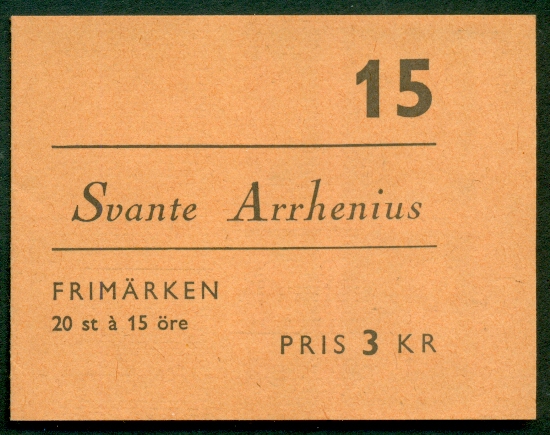 15
Svante Arrhenius
FRIMÄRKEN
20 st à 15 öre
PRIS 3 KR